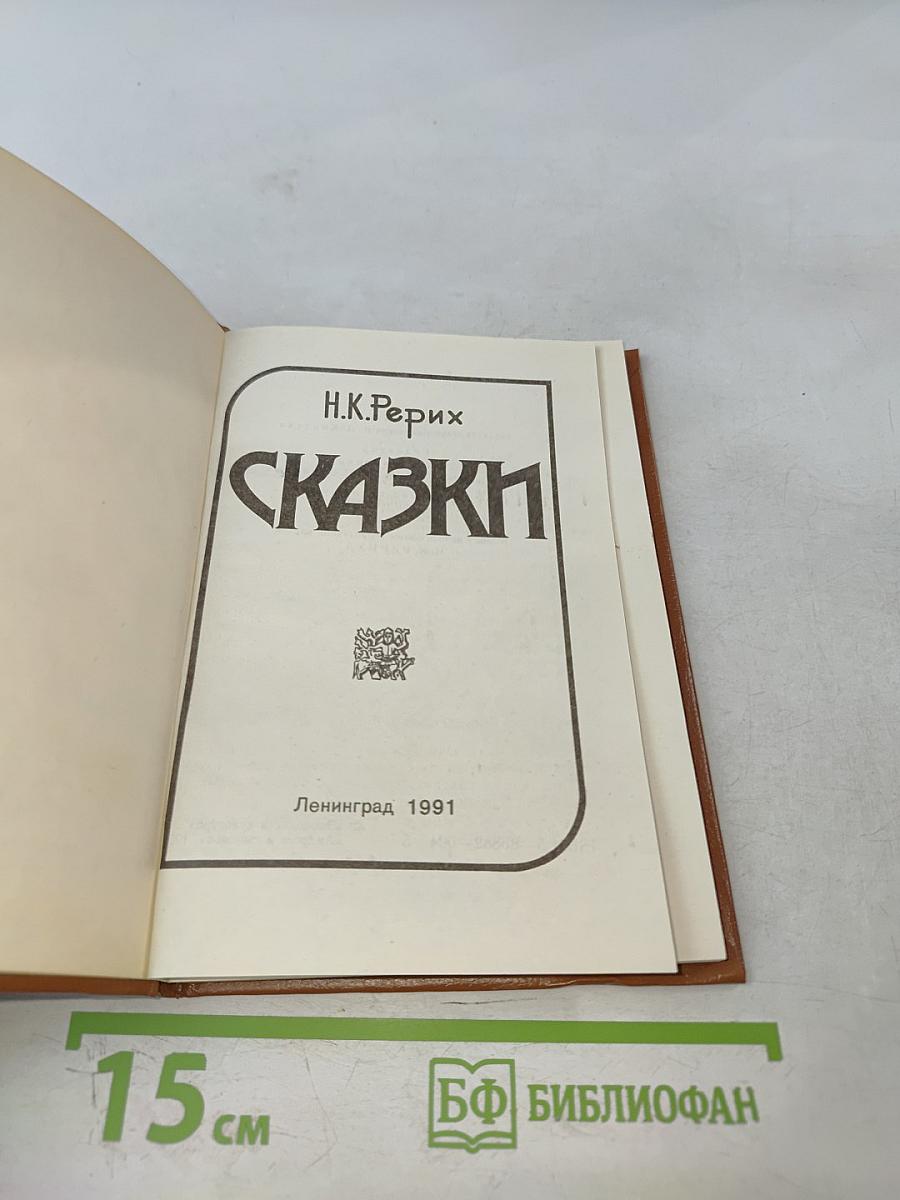 Н.К.Рерих
СКАЗКИ
Ленинград 1991
15 см
БФ БИБЛИОФАН